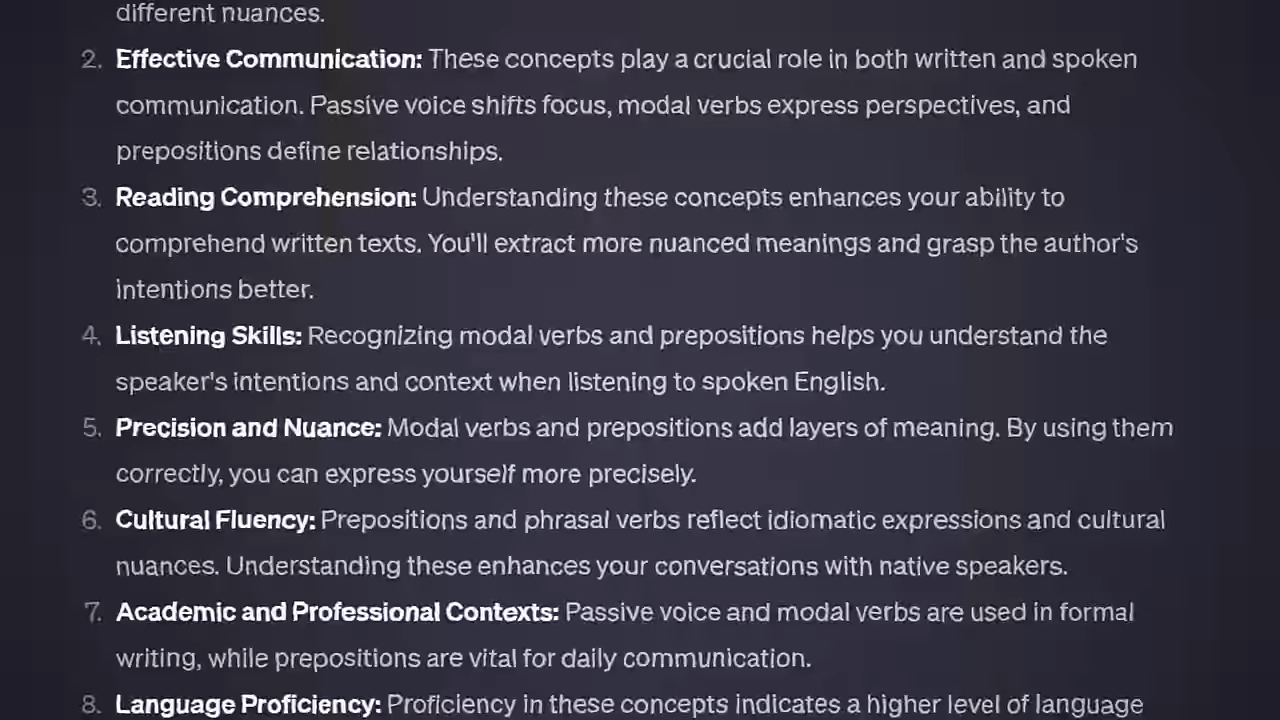 different nuances.
2. Effective Communication: These concepts play a crucial role in both written and spoken
communication. Passive voice shifts focus, modal verbs express perspectives, and
prepositions define relationships.
3. Reading Comprehension: Understanding these concepts enhances your ability to
comprehend written texts. You'll extract more nuanced meanings and grasp the author's
intentions better.
4. Listening Skills: Recognizing modal verbs and prepositions helps you understand the
speaker's intentions and context when listening to spoken English.
5. Precision and Nuance: Modal verbs and prepositions add layers of meaning. By using them
correctly, you can express yourself more precisely.
6. Cultural Fluency: Prepositions and phrasal verbs reflect idiomatic expressions and cultural
nuances. Understanding these enhances your conversations with native speakers.
7. Academic and Professional Contexts: Passive voice and modal verbs are used in formal
writing, while prepositions are vital for daily communication.
8. Language Proficiency: Proficiency in these concepts indicates a higher level of language